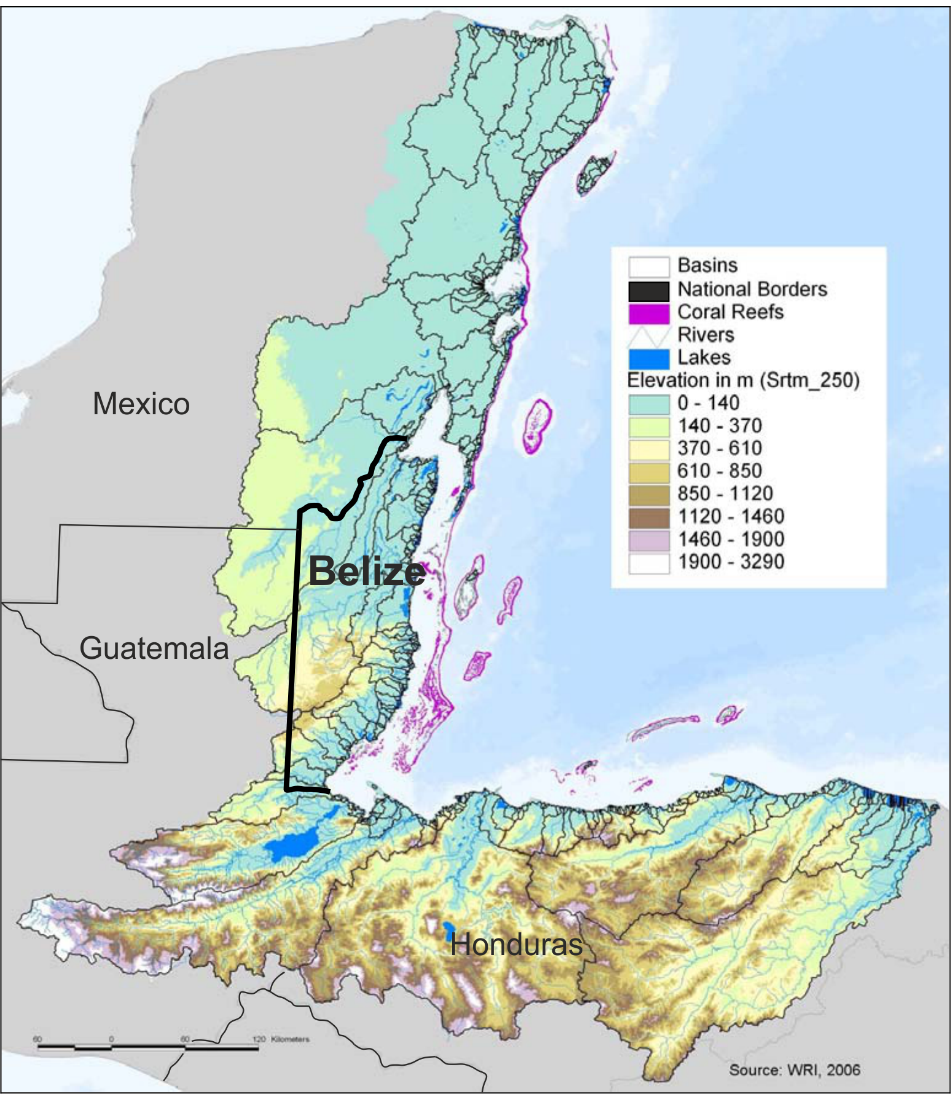 Basins
National Borders
Coral Reefs
Rivers
Lakes
Elevation in m (Srtm_250)
0 - 140
140 - 370
370 - 610
610 - 850
850 - 1120
1120 - 1460
1460 - 1900
1900 - 3290
Mexico
Belize
Guatemala
Honduras
60 0 60 120 Kilometers
Source: WRI, 2006